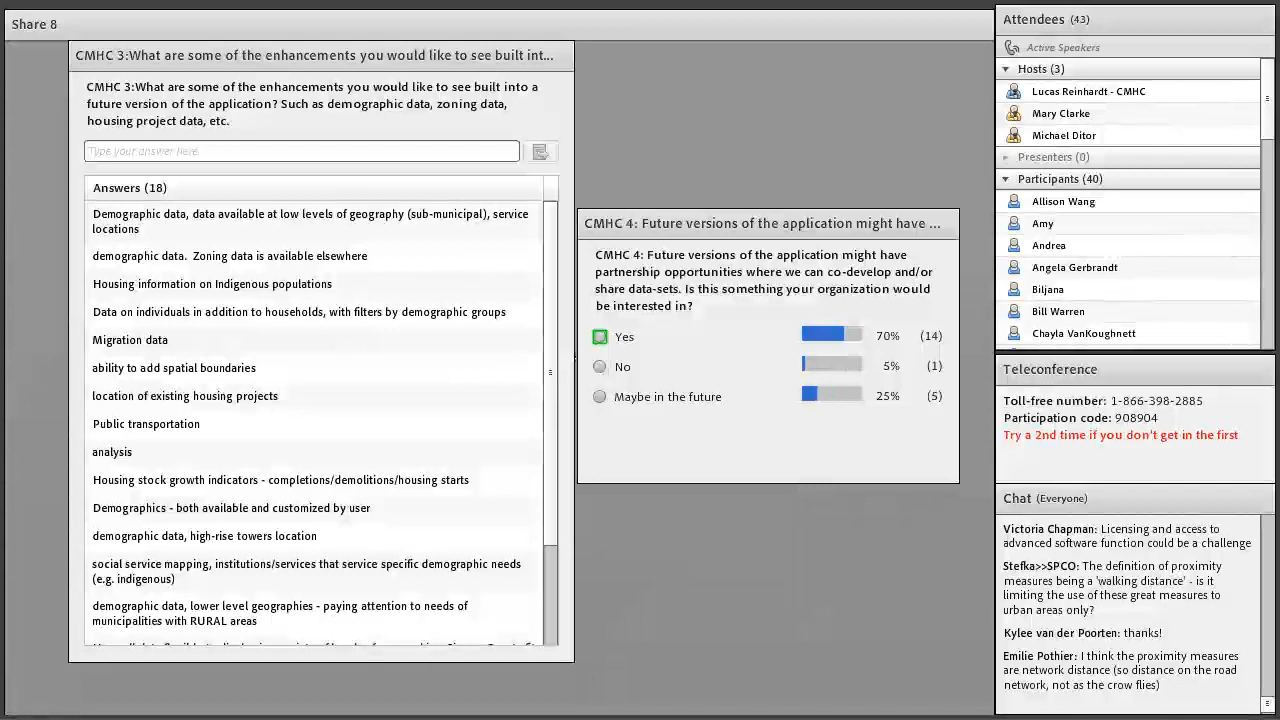 Share 8
CMHC 3:What are some of the enhancements you would like to see built int...
CMHC 3:What are some of the enhancements you would like to see built into a
future version of the application? Such as demographic data, zoning data,
housing project data, etc.
Type your answer here.
Answers (18)
Demographic data, data available at low levels of geography (sub-municipal), service
locations
demographic data.  Zoning data is available elsewhere
Housing information on Indigenous populations
Data on individuals in addition to households, with filters by demographic groups
Migration data
ability to add spatial boundaries
location of existing housing projects
Public transportation
analysis
Housing stock growth indicators - completions/demolitions/housing starts
Demographics - both available and customized by user
demographic data, high-rise towers location
social service mapping, institutions/services that service specific demographic needs
(e.g. indigenous)
demographic data, lower level geographies - paying attention to needs of
municipalities with RURAL areas
CMHC 4: Future versions of the application might have ...
CMHC 4: Future versions of the application might have
partnership opportunities where we can co-develop and/or
share data-sets. Is this something your organization would
be interested in?
Yes 70% (14)
No 5% (1)
Maybe in the future 25% (5)
Attendees (43)
Active Speakers
Hosts (3)
Lucas Reinhardt - CMHC
Mary Clarke
Michael Ditor
Presenters (0)
Participants (40)
Allison Wang
Amy
Andrea
Angela Gerbrandt
Biljana
Bill Warren
Chayla VanKoughnett
Teleconference
Toll-free number: 1-866-398-2885
Participation code: 908904
Try a 2nd time if you don't get in the first
Chat (Everyone)
Victoria Chapman: Licensing and access to
advanced software function could be a challenge
Stefka>>SPCO: The definition of proximity
measures being a 'walking distance' - is it
limiting the use of these great measures to
urban areas only?
Kylee van der Poorten: thanks!
Emilie Pothier: I think the proximity measures
are network distance (so distance on the road
network, not as the crow flies)